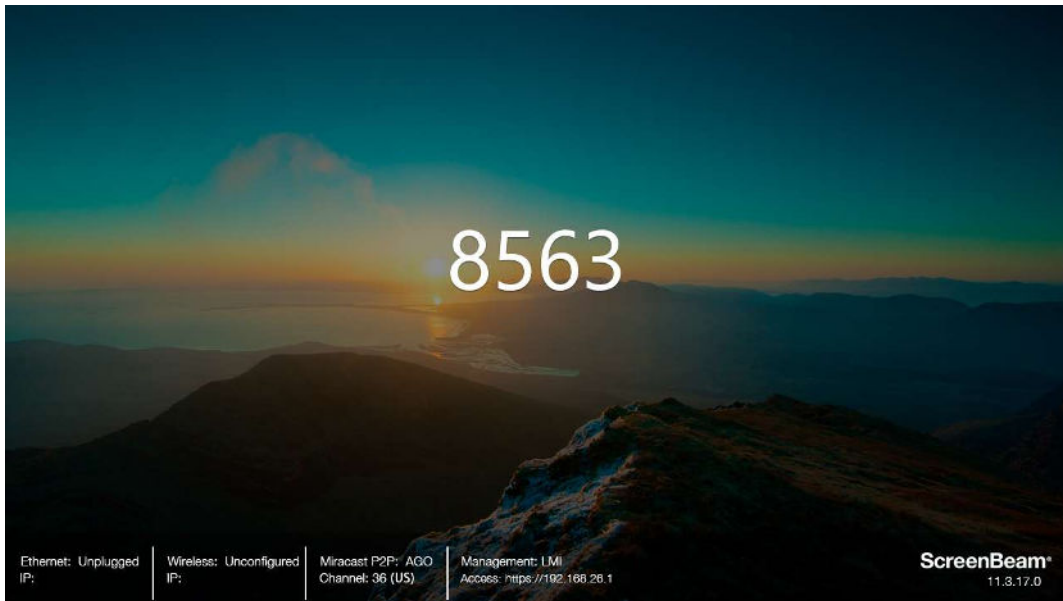 8563
Ethernet: Unplugged
IP:
Wireless: Unconfigured
IP:
Miracast P2P: AGO
Channel: 36 (US)
Management: LMI
Access: https://192.168.26.1
ScreenBeam®
11.3.17.0